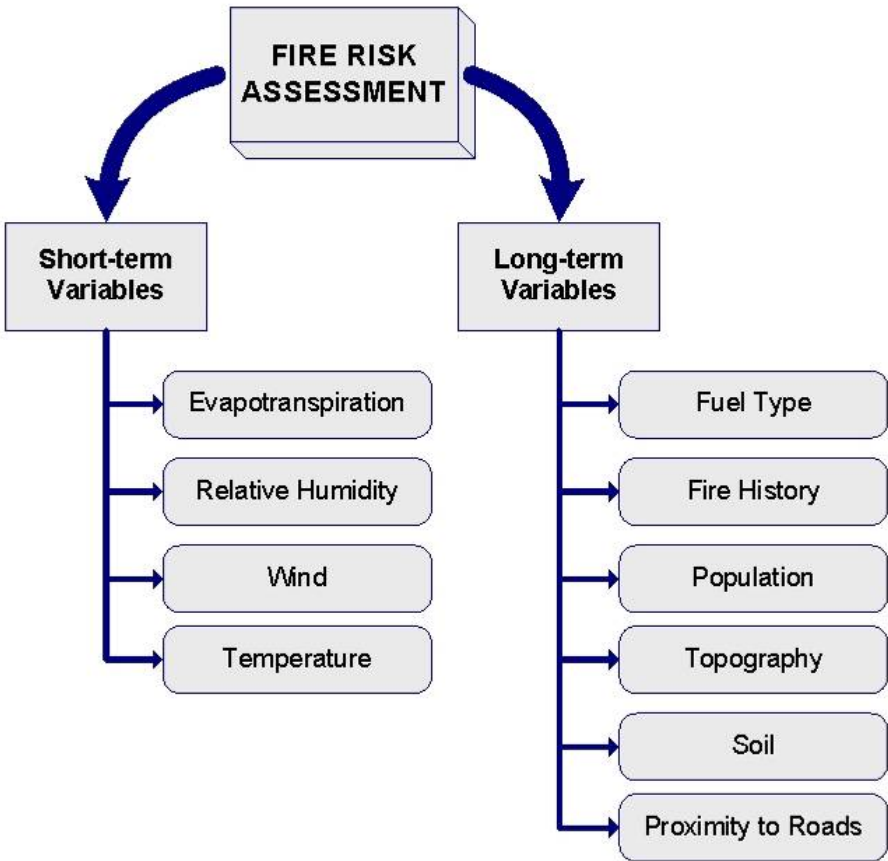 FIRE RISK
ASSESSMENT
Short-term
Variables
Evapotranspiration
Relative Humidity
Wind
Temperature
Long-term
Variables
Fuel Type
Fire History
Population
Topography
Soil
Proximity to Roads